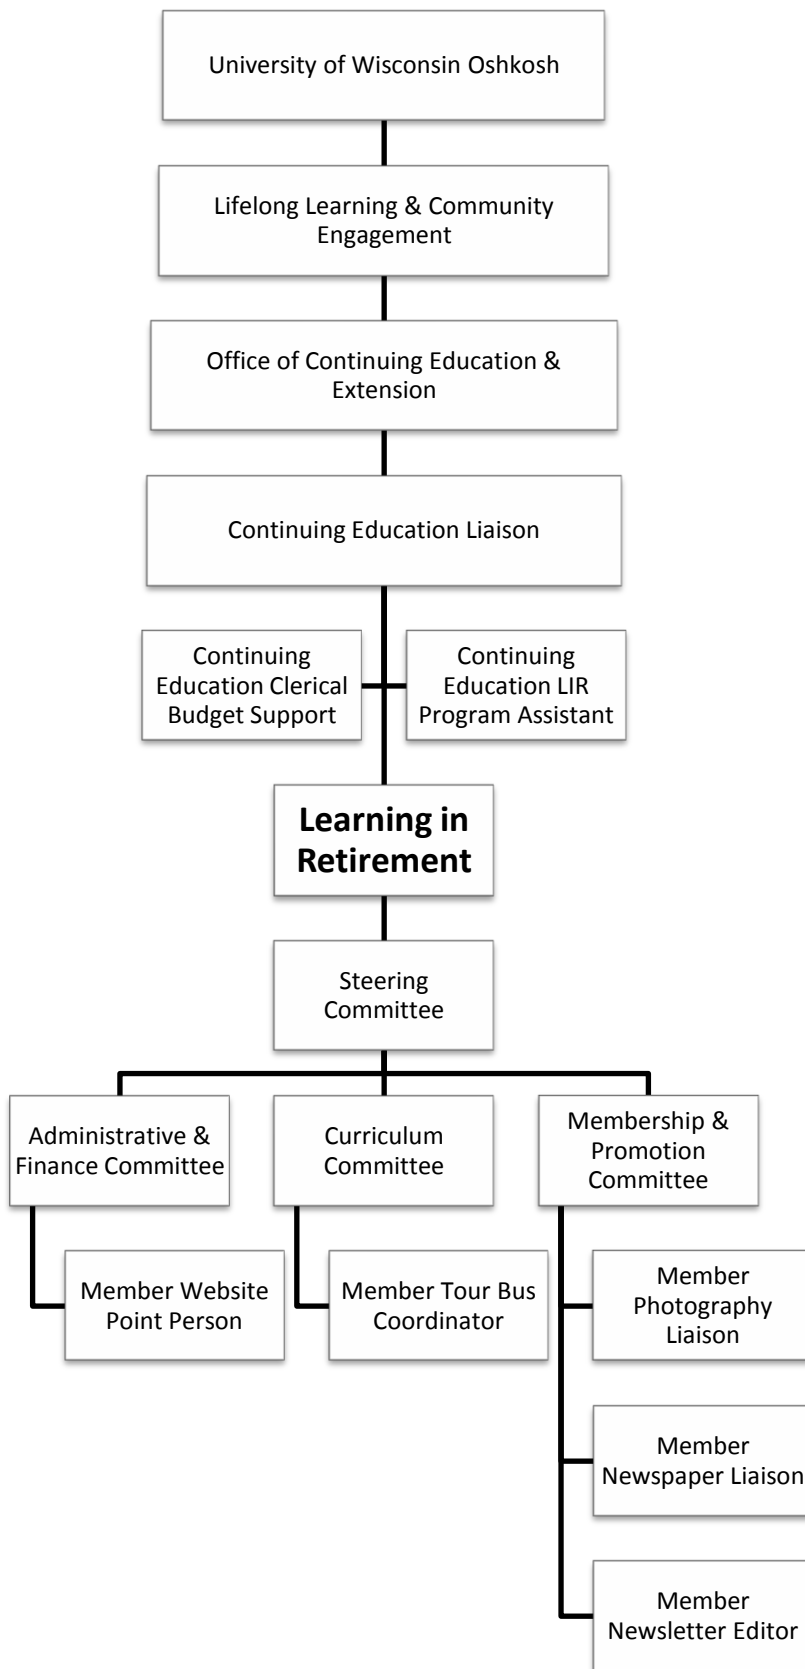 University of Wisconsin Oshkosh
Lifelong Learning & Community
Engagement
Office of Continuing Education &
Extension
Continuing Education Liaison
Continuing
Education Clerical
Budget Support
Continuing
Education LIR
Program Assistant
Learning in
Retirement
Steering
Committee
Administrative &
Finance Committee
Curriculum
Committee
Membership &
Promotion
Committee
Member Website
Point Person
Member Tour Bus
Coordinator
Member
Photography
Liaison
Member
Newspaper Liaison
Member
Newsletter Editor